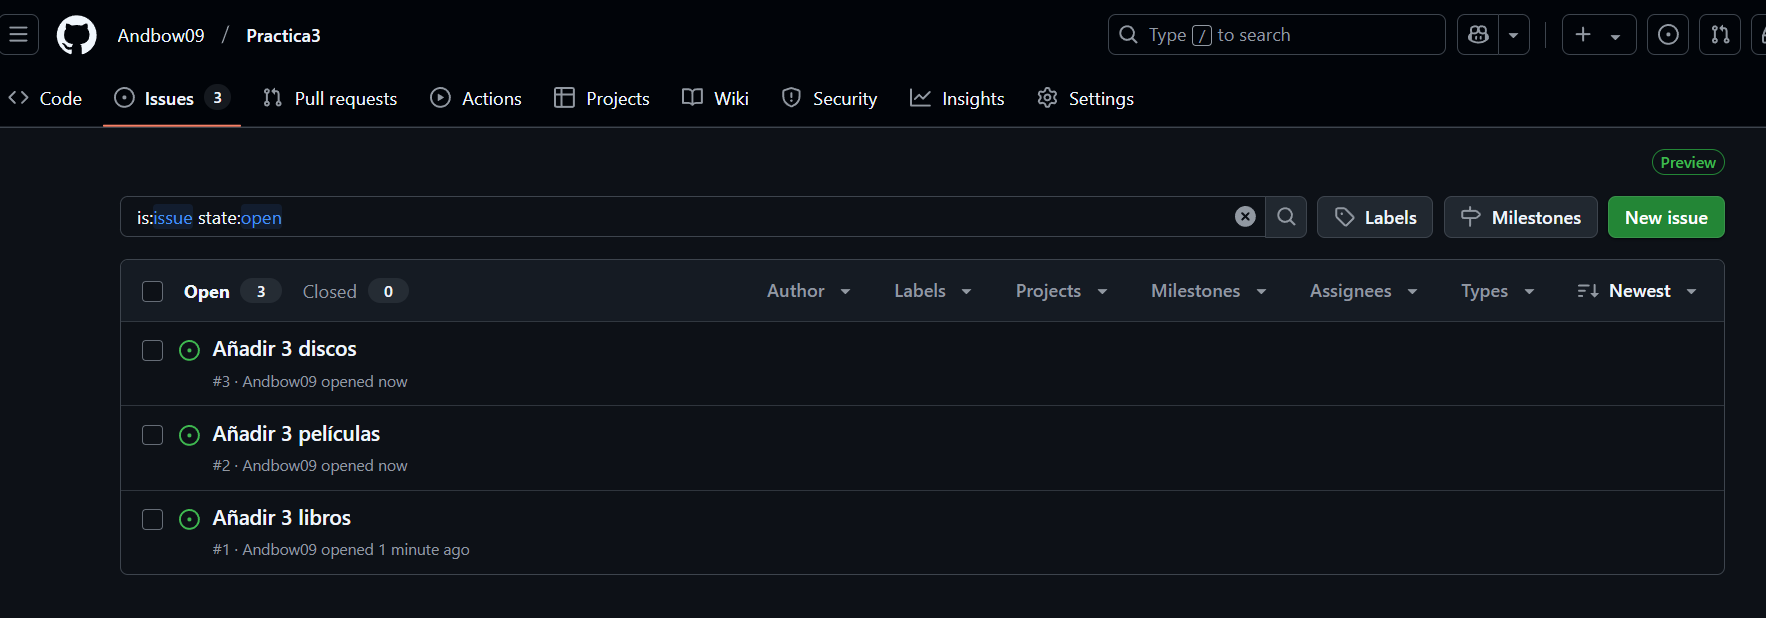 Andbow09 / Practica3
Type / to search
Code
Issues 3
Pull requests
Actions
Projects
Wiki
Security
Insights
Settings
Preview
is:issue state:open
Labels
Milestones
New issue
Open 3
Closed 0
Author
Labels
Projects
Milestones
Assignees
Types
Newest
Añadir 3 discos
#3 · Andbow09 opened now
Añadir 3 películas
#2 · Andbow09 opened now
Añadir 3 libros
#1 · Andbow09 opened 1 minute ago